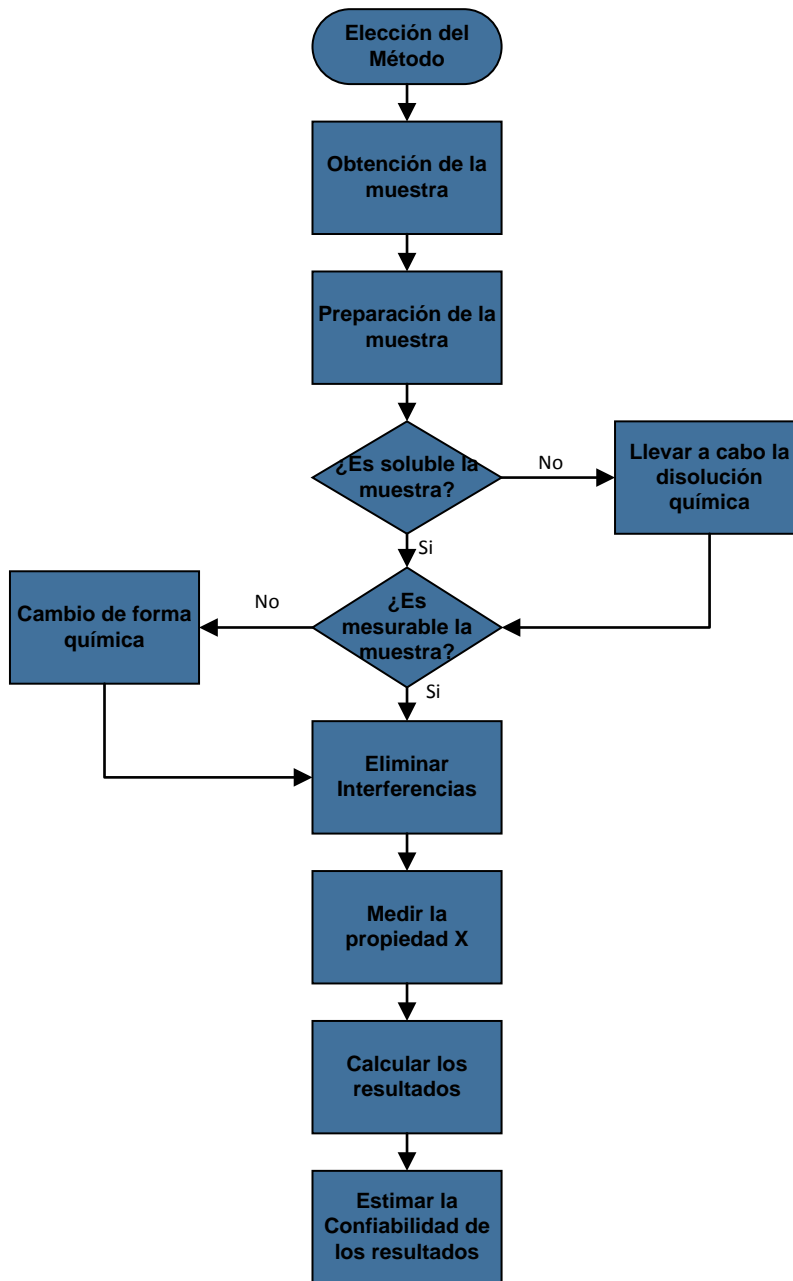 Elección del
Método
Obtención de la
muestra
Preparación de la
muestra
¿Es soluble la
muestra?
No
Llevar a cabo la
disolución
química
Si
Cambio de forma
química
No
¿Es
mesurable la
muestra?
Si
Eliminar
Interferencias
Medir la
propiedad X
Calcular los
resultados
Estimar la
Confiabilidad de
los resultados